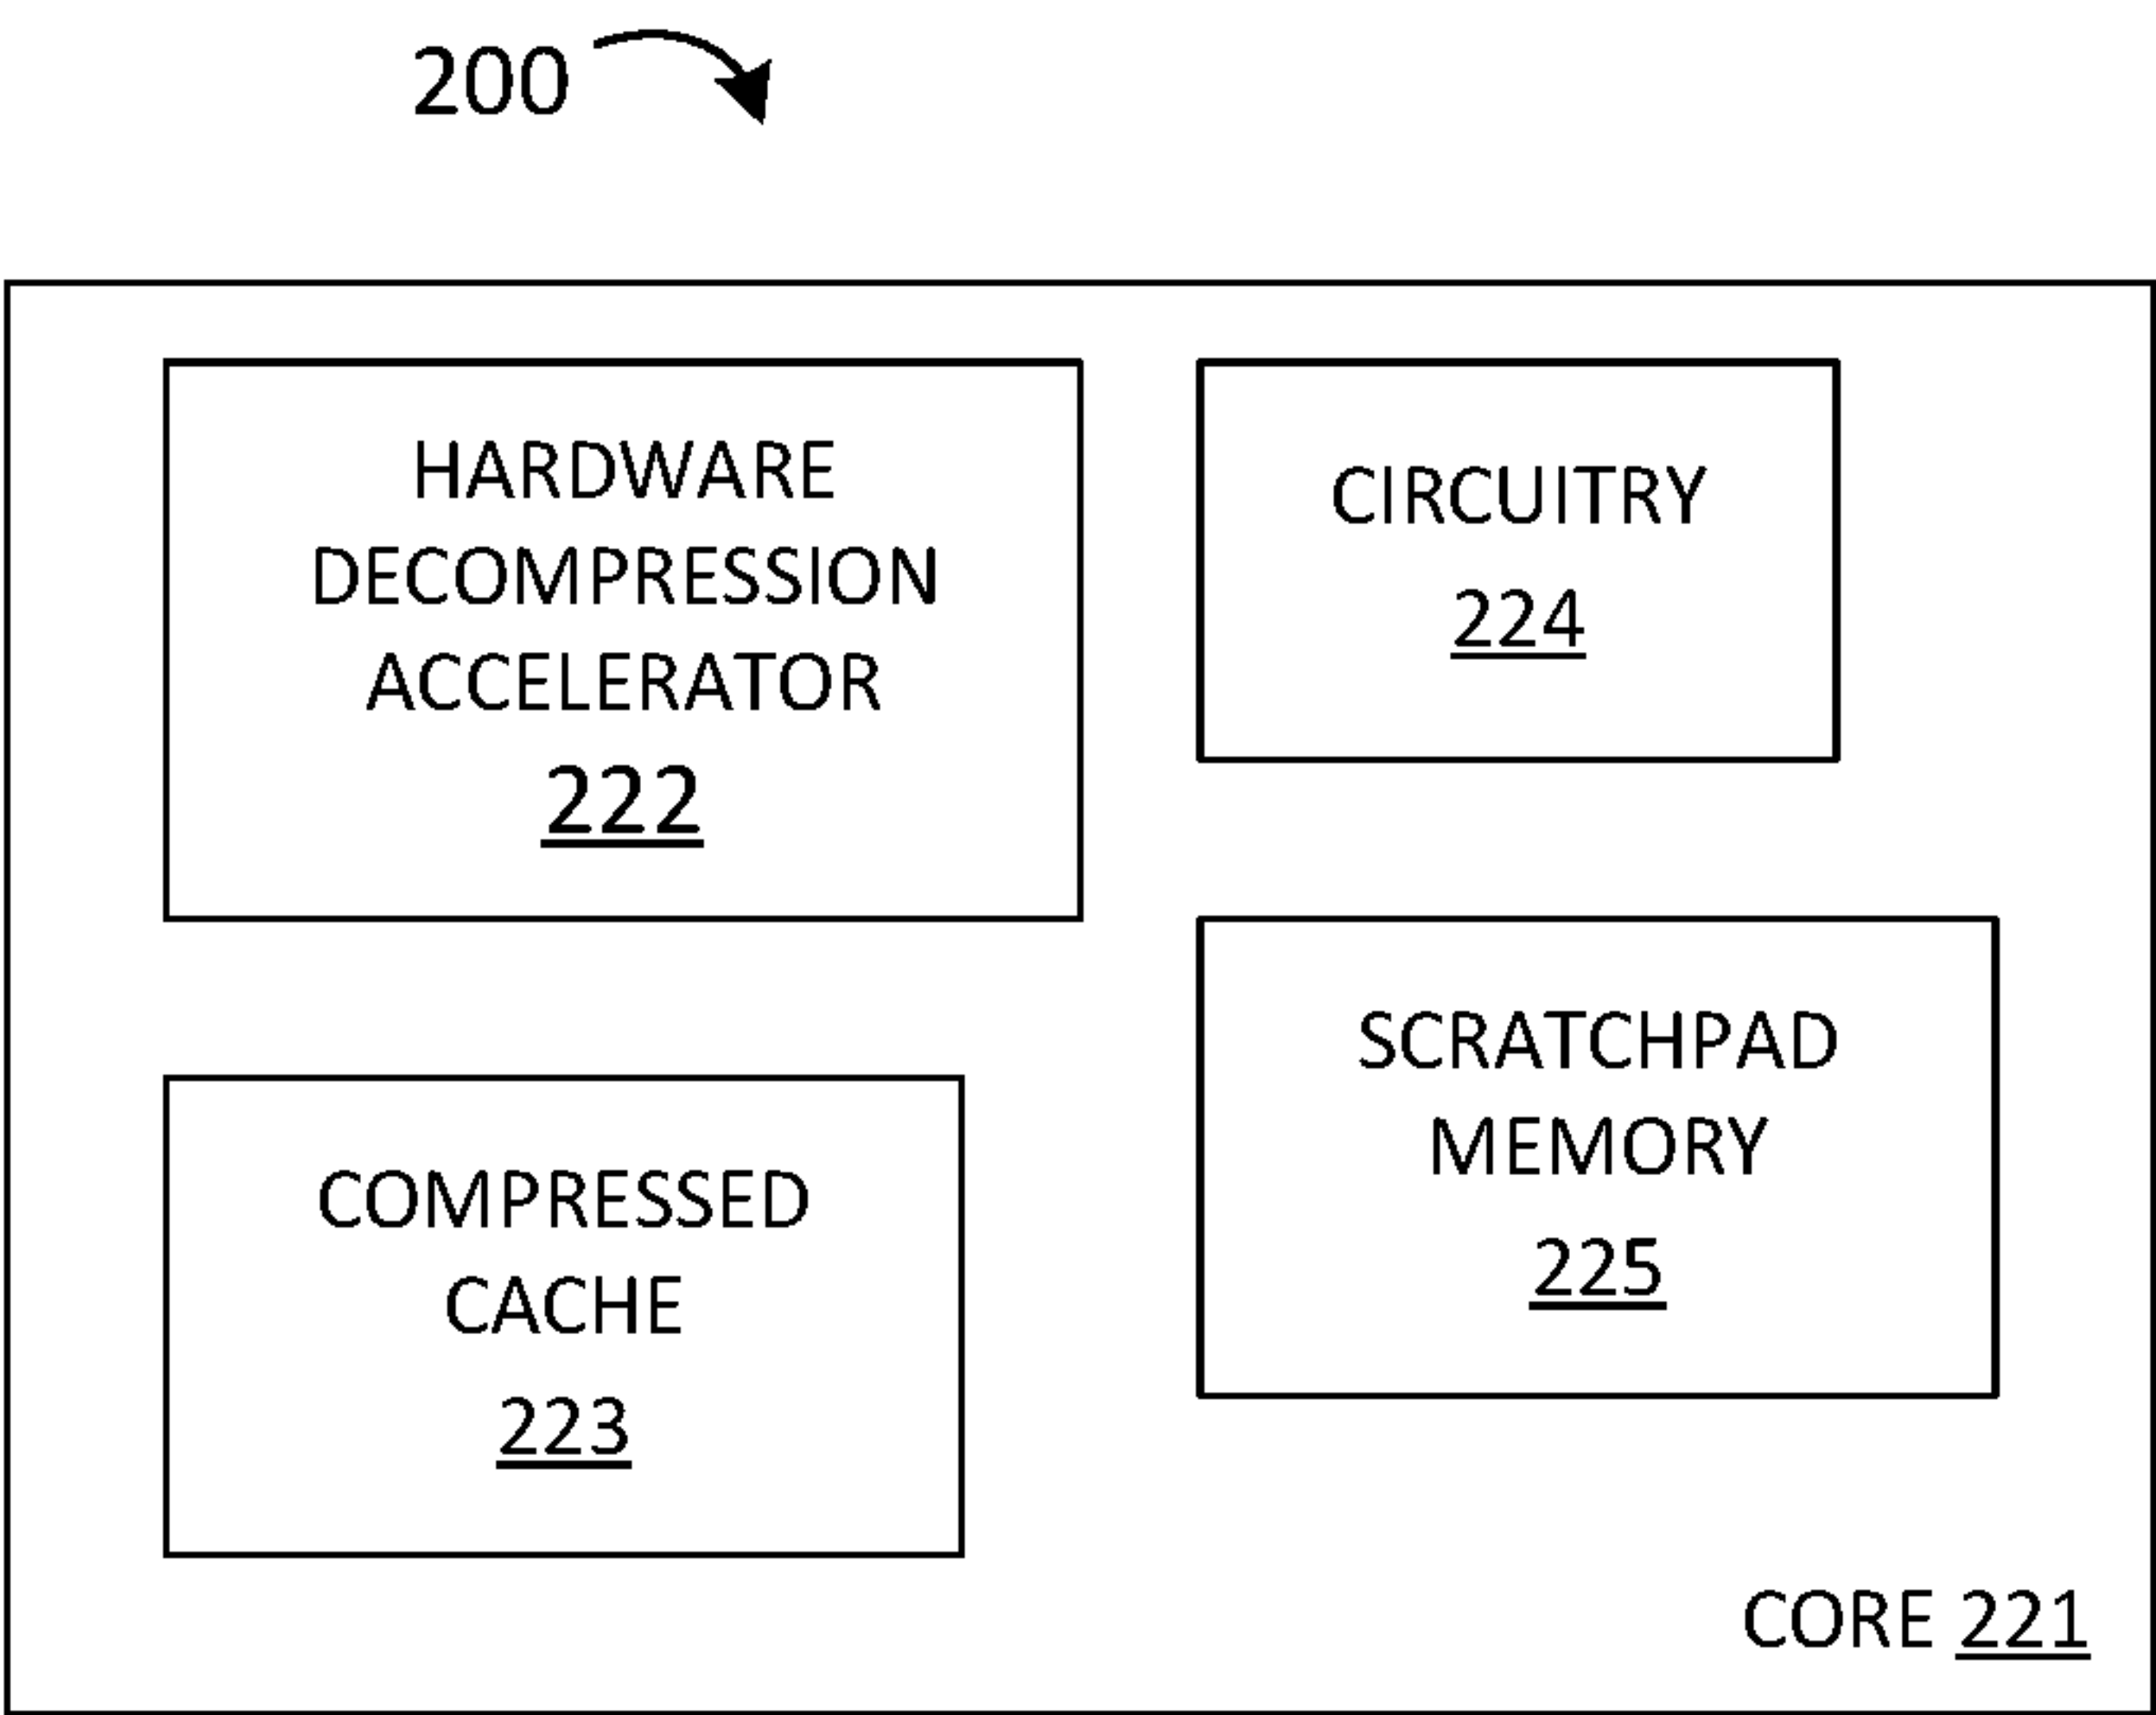 200
HARDWARE
DECOMPRESSION
ACCELERATOR
222
CIRCUITRY
224
COMPRESSED
CACHE
223
SCRATCHPAD
MEMORY
225
CORE 221